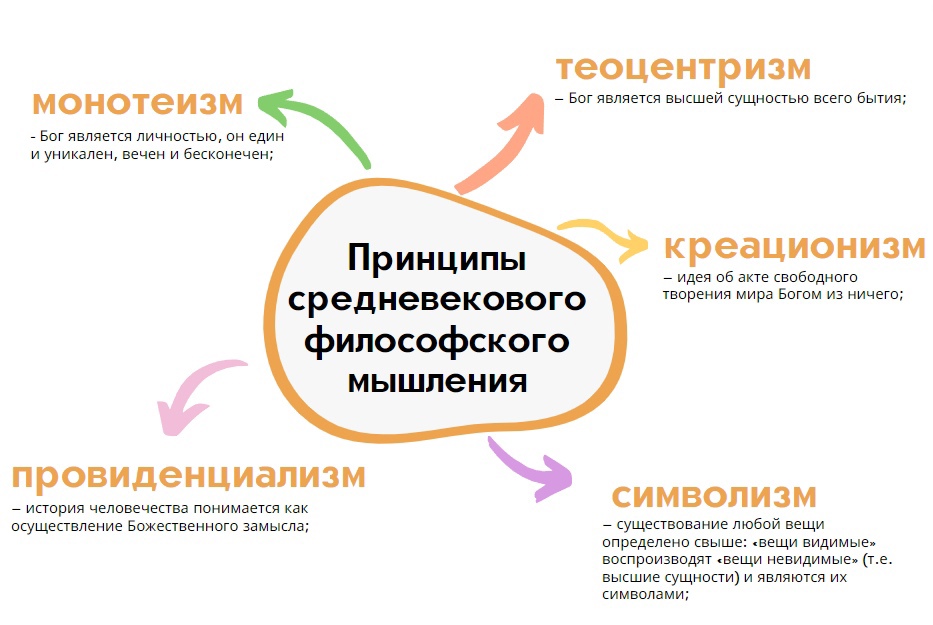 теоцентризм
– Бог является высшей сущностью всего бытия;
монотеизм
- Бог является личностью, он един
и уникален, вечен и бесконечен;
креационизм
– идея об акте свободного
творения мира Богом из ничего;
Принципы
средневекового
философского
мышления
провиденциализм
– история человечества понимается как
осуществление Божественного замысла;
символизм
– существование любой вещи
определено свыше: «вещи видимые»
воспроизводят «вещи невидимые» (т.е.
высшие сущности) и являются их
символами;